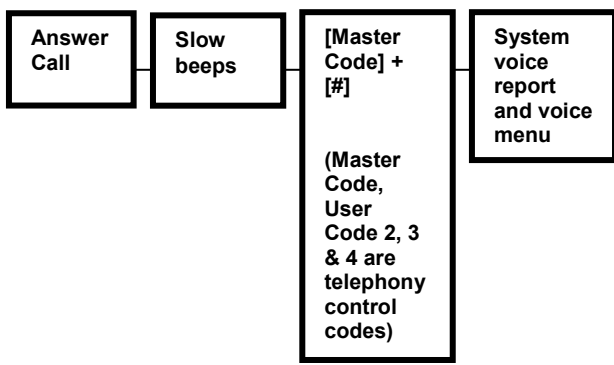 Answer
Call
Slow
beeps
[Master
Code] +
[#]
(Master
Code,
User
Code 2, 3
& 4 are
telephony
control
codes)
System
voice
report
and voice
menu